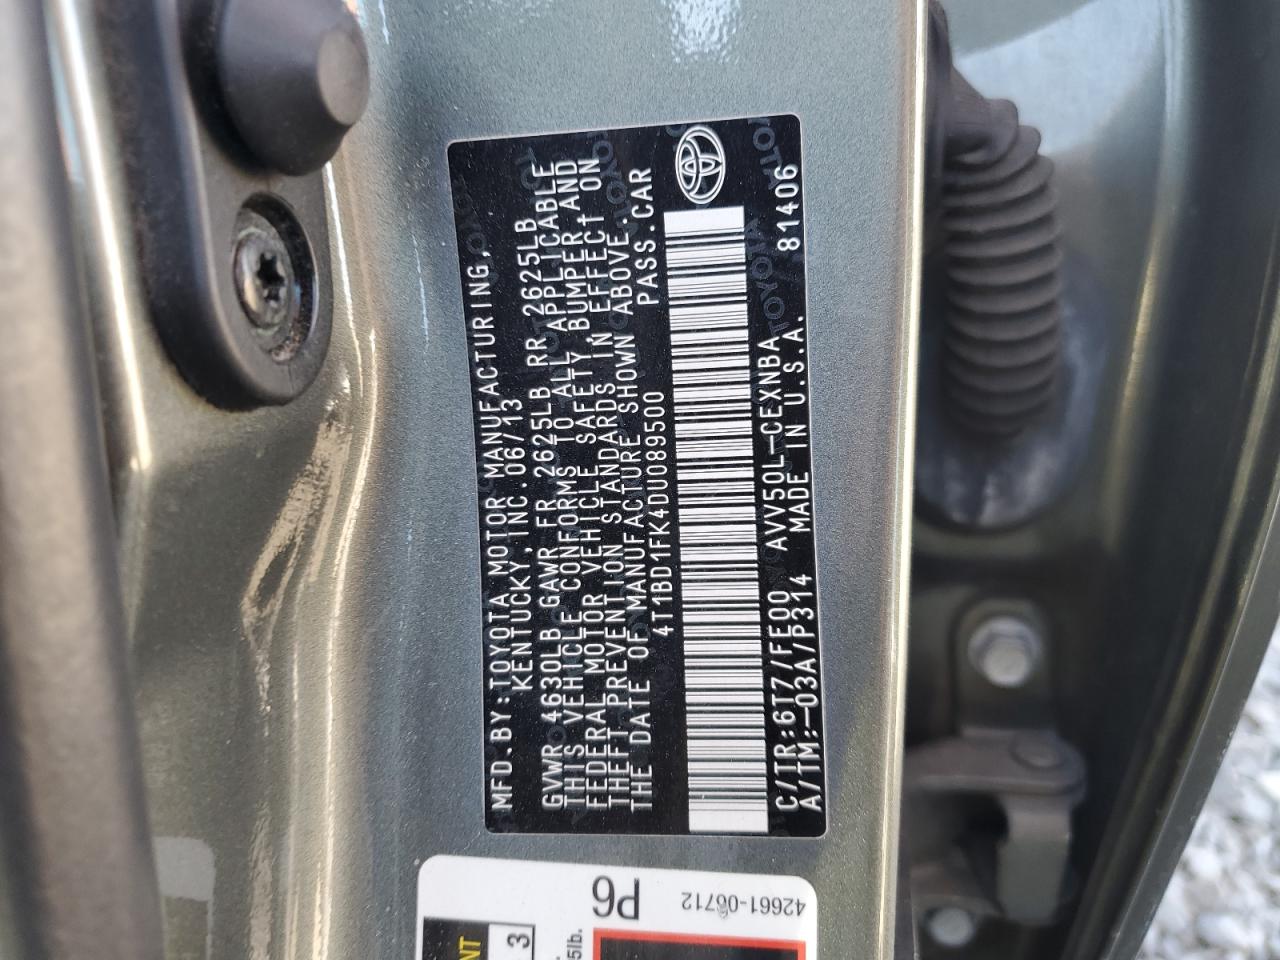 MFD.BY:TOYOTA MOTOR MANUFACTURING,
KENTUCKY,INC.06/13
GVWR 4630LB GAWR FR 2625LB RR 2625LB
THIS VEHICLE CONFORMS TO ALL APPLICABLE
FEDERAL MOTOR VEHICLE SAFETY,BUMPER,AND
THEFT PREVENTION STANDARDS IN EFFECT ON
THE DATE OF MANUFACTURE SHOWN ABOVE.
4T1BD1FK4DU089500 PASS.CAR
C/TR:6T7/FE00 AVV50L-CEXNBA
A/TM:-03A/P314 MADE IN U.S.A. 81406
P6
42661-06712
3
5lb.